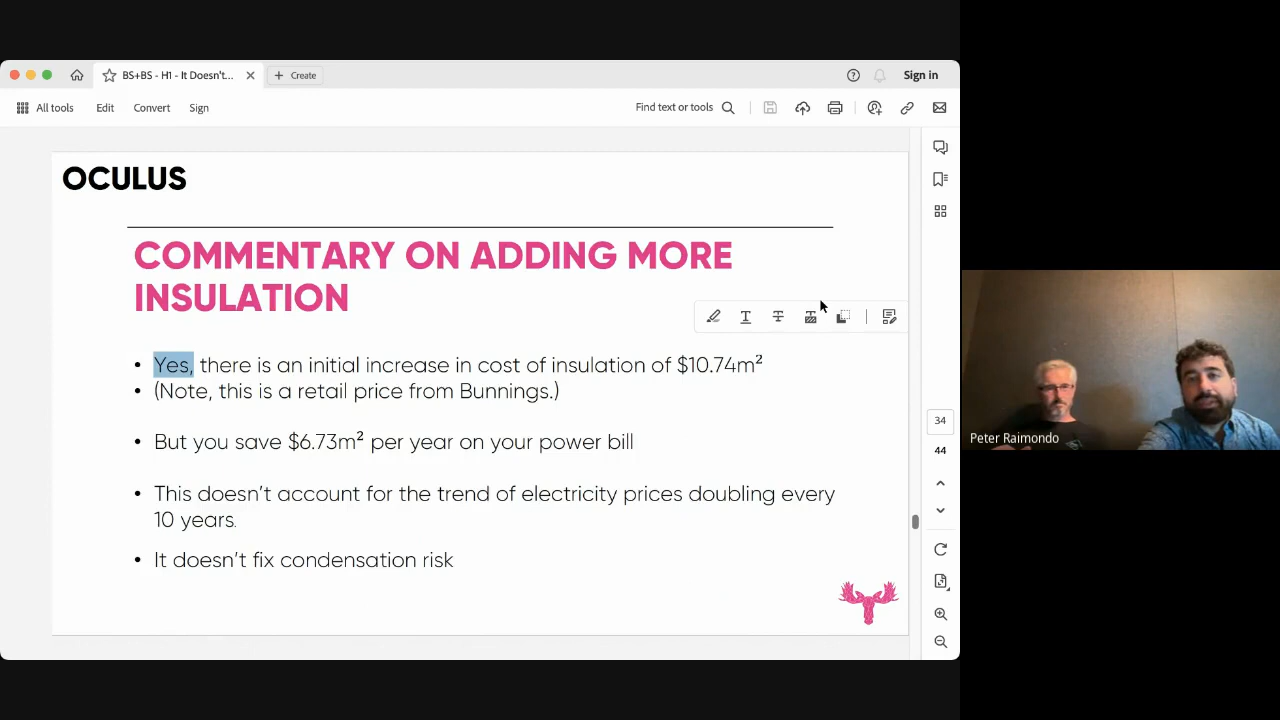 BS+BS - H1 - It Doesn't...
Create
Sign in
All tools
Edit
Convert
Sign
Find text or tools
OCULUS
COMMENTARY ON ADDING MORE
INSULATION
• Yes, there is an initial increase in cost of insulation of $10.74m²
• (Note, this is a retail price from Bunnings.)
• But you save $6.73m² per year on your power bill
• This doesn't account for the trend of electricity prices doubling every
10 years.
• It doesn't fix condensation risk
34
44
Peter Raimondo